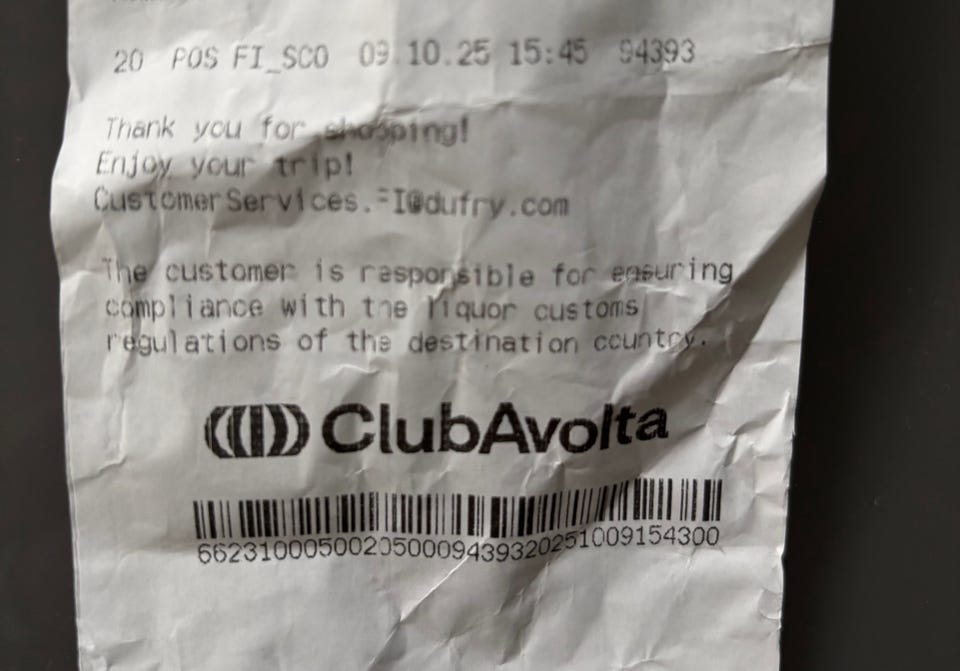 20 POS FI_SCO 09.10.25 15:45 94393
Thank you for shopping!
Enjoy your trip!
CustomerServices.FI@dufry.com
The customer is responsible for ensuring
compliance with the liquor customs
regulations of the destination country.
ClubAvolta
662310005002050009439320251009154300